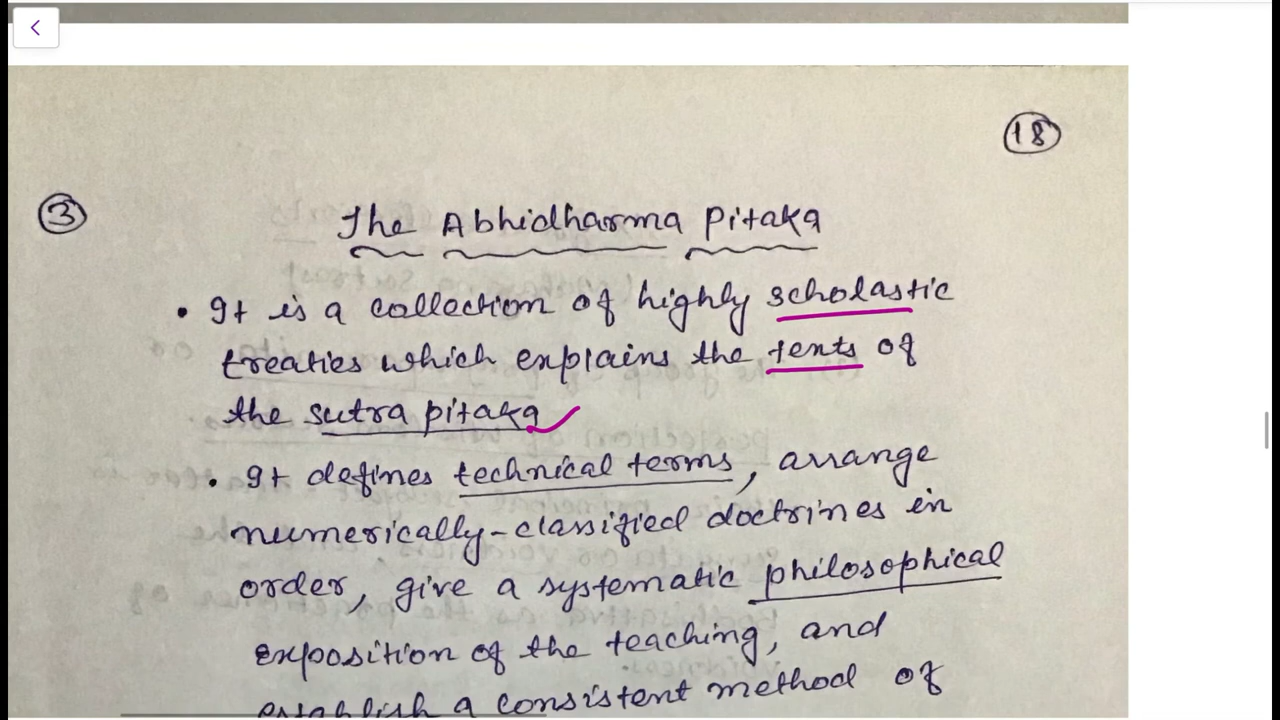 18
3
The Abhidharma Pitaka
• It is a collection of highly scholastic
treaties which explains the texts of
the sutra pitaka
• It defines technical terms, arrange
numerically-classified doctrines in
order, give a systematic philosophical
exposition of the teaching, and
establish a consistent method of